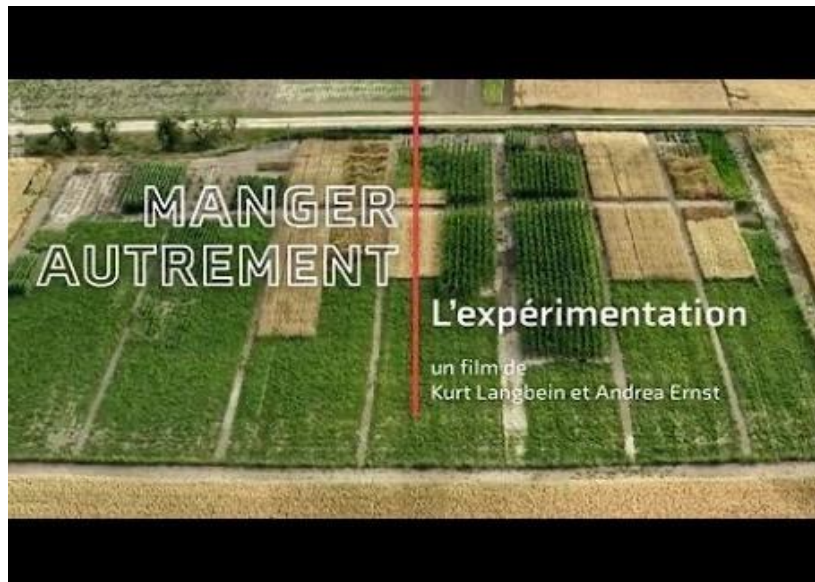 MANGER
AUTREMENT
L'expérimentation
un film de
Kurt Langbein et Andrea Ernst